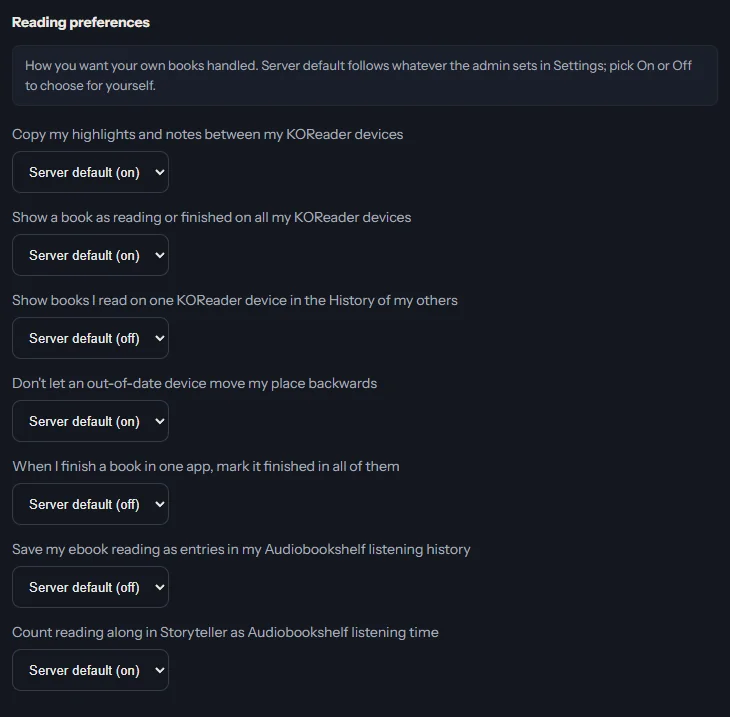 Reading preferences
How you want your own books handled. Server default follows whatever the admin sets in Settings; pick On or Off
to choose for yourself.
Copy my highlights and notes between my KOReader devices
Server default (on)
Show a book as reading or finished on all my KOReader devices
Server default (on)
Show books I read on one KOReader device in the History of my others
Server default (off)
Don't let an out-of-date device move my place backwards
Server default (on)
When I finish a book in one app, mark it finished in all of them
Server default (off)
Save my ebook reading as entries in my Audiobookshelf listening history
Server default (off)
Count reading along in Storyteller as Audiobookshelf listening time
Server default (on)